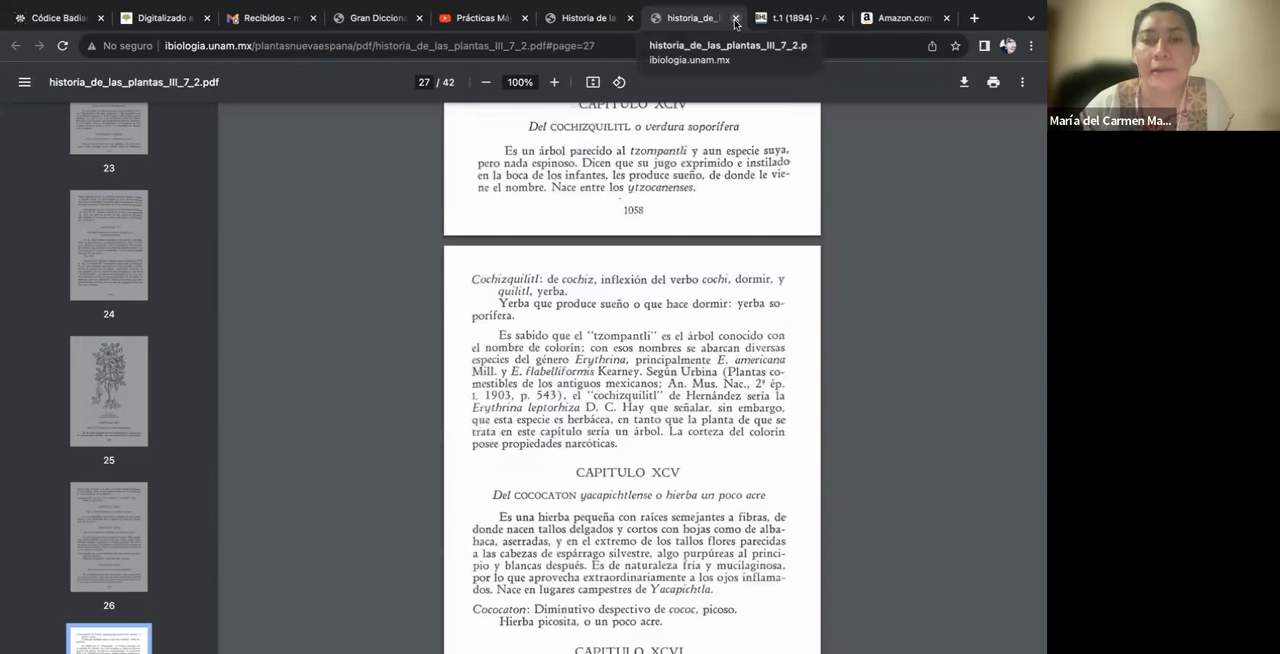 Códice Badian
Digitalizado e
Recibidos - m
Gran Dicciona
Prácticas Má
Historia de la
historia_de_l
t.1 (1894) - A
Amazon.com:
No seguro
ibiologia.unam.mx/plantasnuevaespana/pdf/historia_de_las_plantas_III_7_2.pdf#page=27
historia_de_las_plantas_III_7_2.p
ibiologia.unam.mx
historia_de_las_plantas_III_7_2.pdf
27 / 42
100%
23
24
25
26
CAPITULO XCIV
Del COCHIZQUILITL o verdura soporífera
Es un árbol parecido al tzompantli y aun especie suya,
pero nada espinoso. Dicen que su jugo exprimido e instilado
en la boca de los infantes, les produce sueño, de donde le vie-
ne el nombre. Nace entre los ytzocanenses.
1058
Cochizquilitl: de cochiz, inflexión del verbo cochi, dormir, y
quilitl, yerba.
Yerba que produce sueño o que hace dormir: yerba so-
porífera.
Es sabido que el "tzompantli" es el árbol conocido con
el nombre de colorín; con esos nombres se abarcan diversas
especies del género Erythrina, principalmente E. americana
Mill. y E. flabelliformis Kearney. Según Urbina (Plantas co-
mestibles de los antiguos mexicanos; An. Mus. Nac., 2ª ép.
I. 1903, p. 543), el "cochizquilitl" de Hernández sería la
Erythrina leptorhiza D. C. Hay que señalar, sin embargo,
que esta especie es herbácea, en tanto que la planta de que se
trata en este capítulo sería un árbol. La corteza del colorín
posee propiedades narcóticas.
CAPITULO XCV
Del COCOCATON yacapichtlense o hierba un poco acre
Es una hierba pequeña con raíces semejantes a fibras, de
donde nacen tallos delgados y cortos con hojas como de alba-
haca, aserradas, y en el extremo de los tallos flores parecidas
a las cabezas de espárrago silvestre, algo purpúreas al princi-
pio y blancas después. Es de naturaleza fría y mucilaginosa,
por lo que aprovecha extraordinariamente a los ojos inflama-
dos. Nace en lugares campestres de Yacapichtla.
Cococaton: Diminutivo despectivo de cococ, picoso.
Hierba picosita, o un poco acre.
CAPITULO XCVI
María del Carmen Ma...